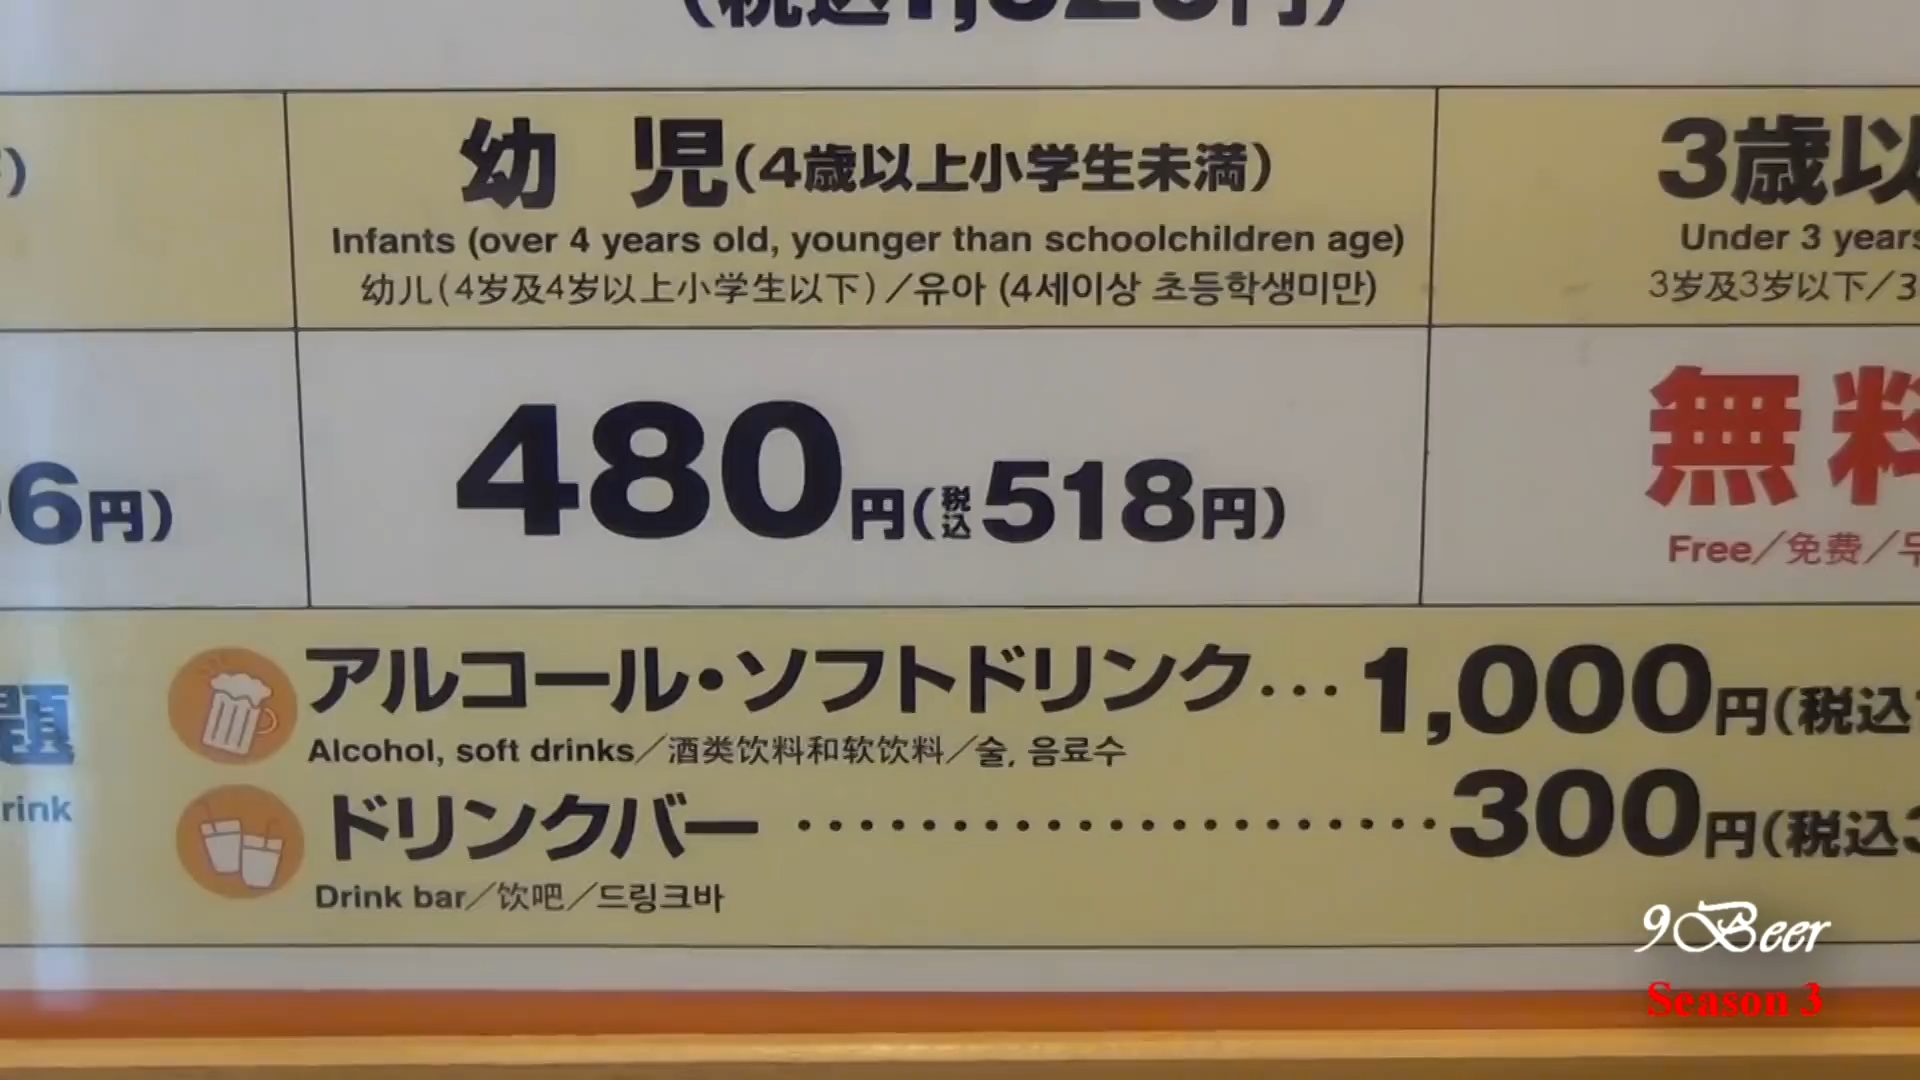 幼児(4歳以上小学生未満)
Infants (over 4 years old, younger than schoolchildren age)
幼儿(4岁及4岁以上小学生以下)／유아 (4세이상 초등학생미만)
3歳以
Under 3 years
3岁及3岁以下／3
6円)
480円(税込518円)
無料
Free／免费／무
題
rink
アルコール・ソフトドリンク…1,000円(税込
Alcohol, soft drinks／酒类饮料和软饮料／술, 음료수
ドリンクバー ·····················300円(税込3
Drink bar／饮吧／드링크바
9Beer
Season 3